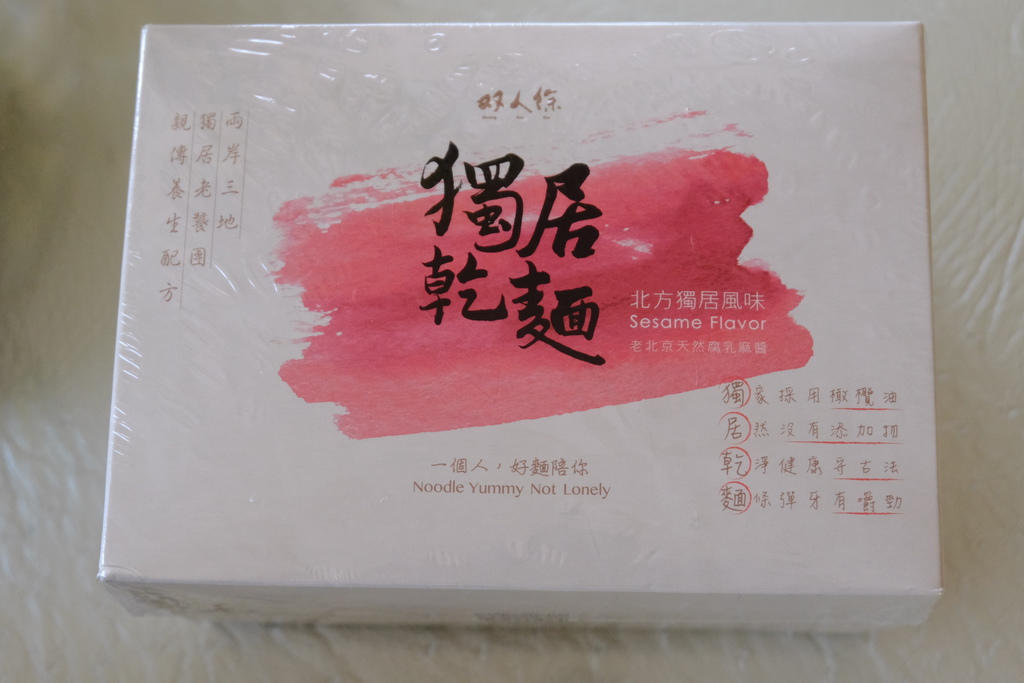 双人徐
兩岸三地
獨居老饕團
親傳養生配方
獨居
乾麵
北方獨居風味
Sesame Flavor
老北京天然腐乳麻醬
獨家採用橄欖油
居然沒有添加物
乾淨健康尋古法
麵條彈牙有嚼勁
一個人，好麵陪你
Noodle Yummy Not Lonely